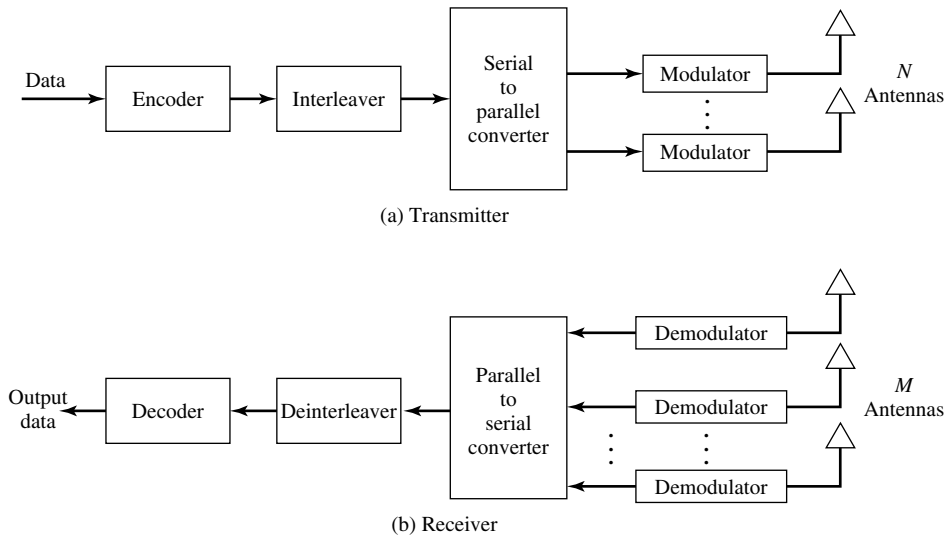 Data
Encoder
Interleaver
Serial
to
parallel
converter
Modulator
Modulator
N
Antennas
(a) Transmitter
Output
data
Decoder
Deinterleaver
Parallel
to
serial
converter
Demodulator
Demodulator
Demodulator
M
Antennas
(b) Receiver